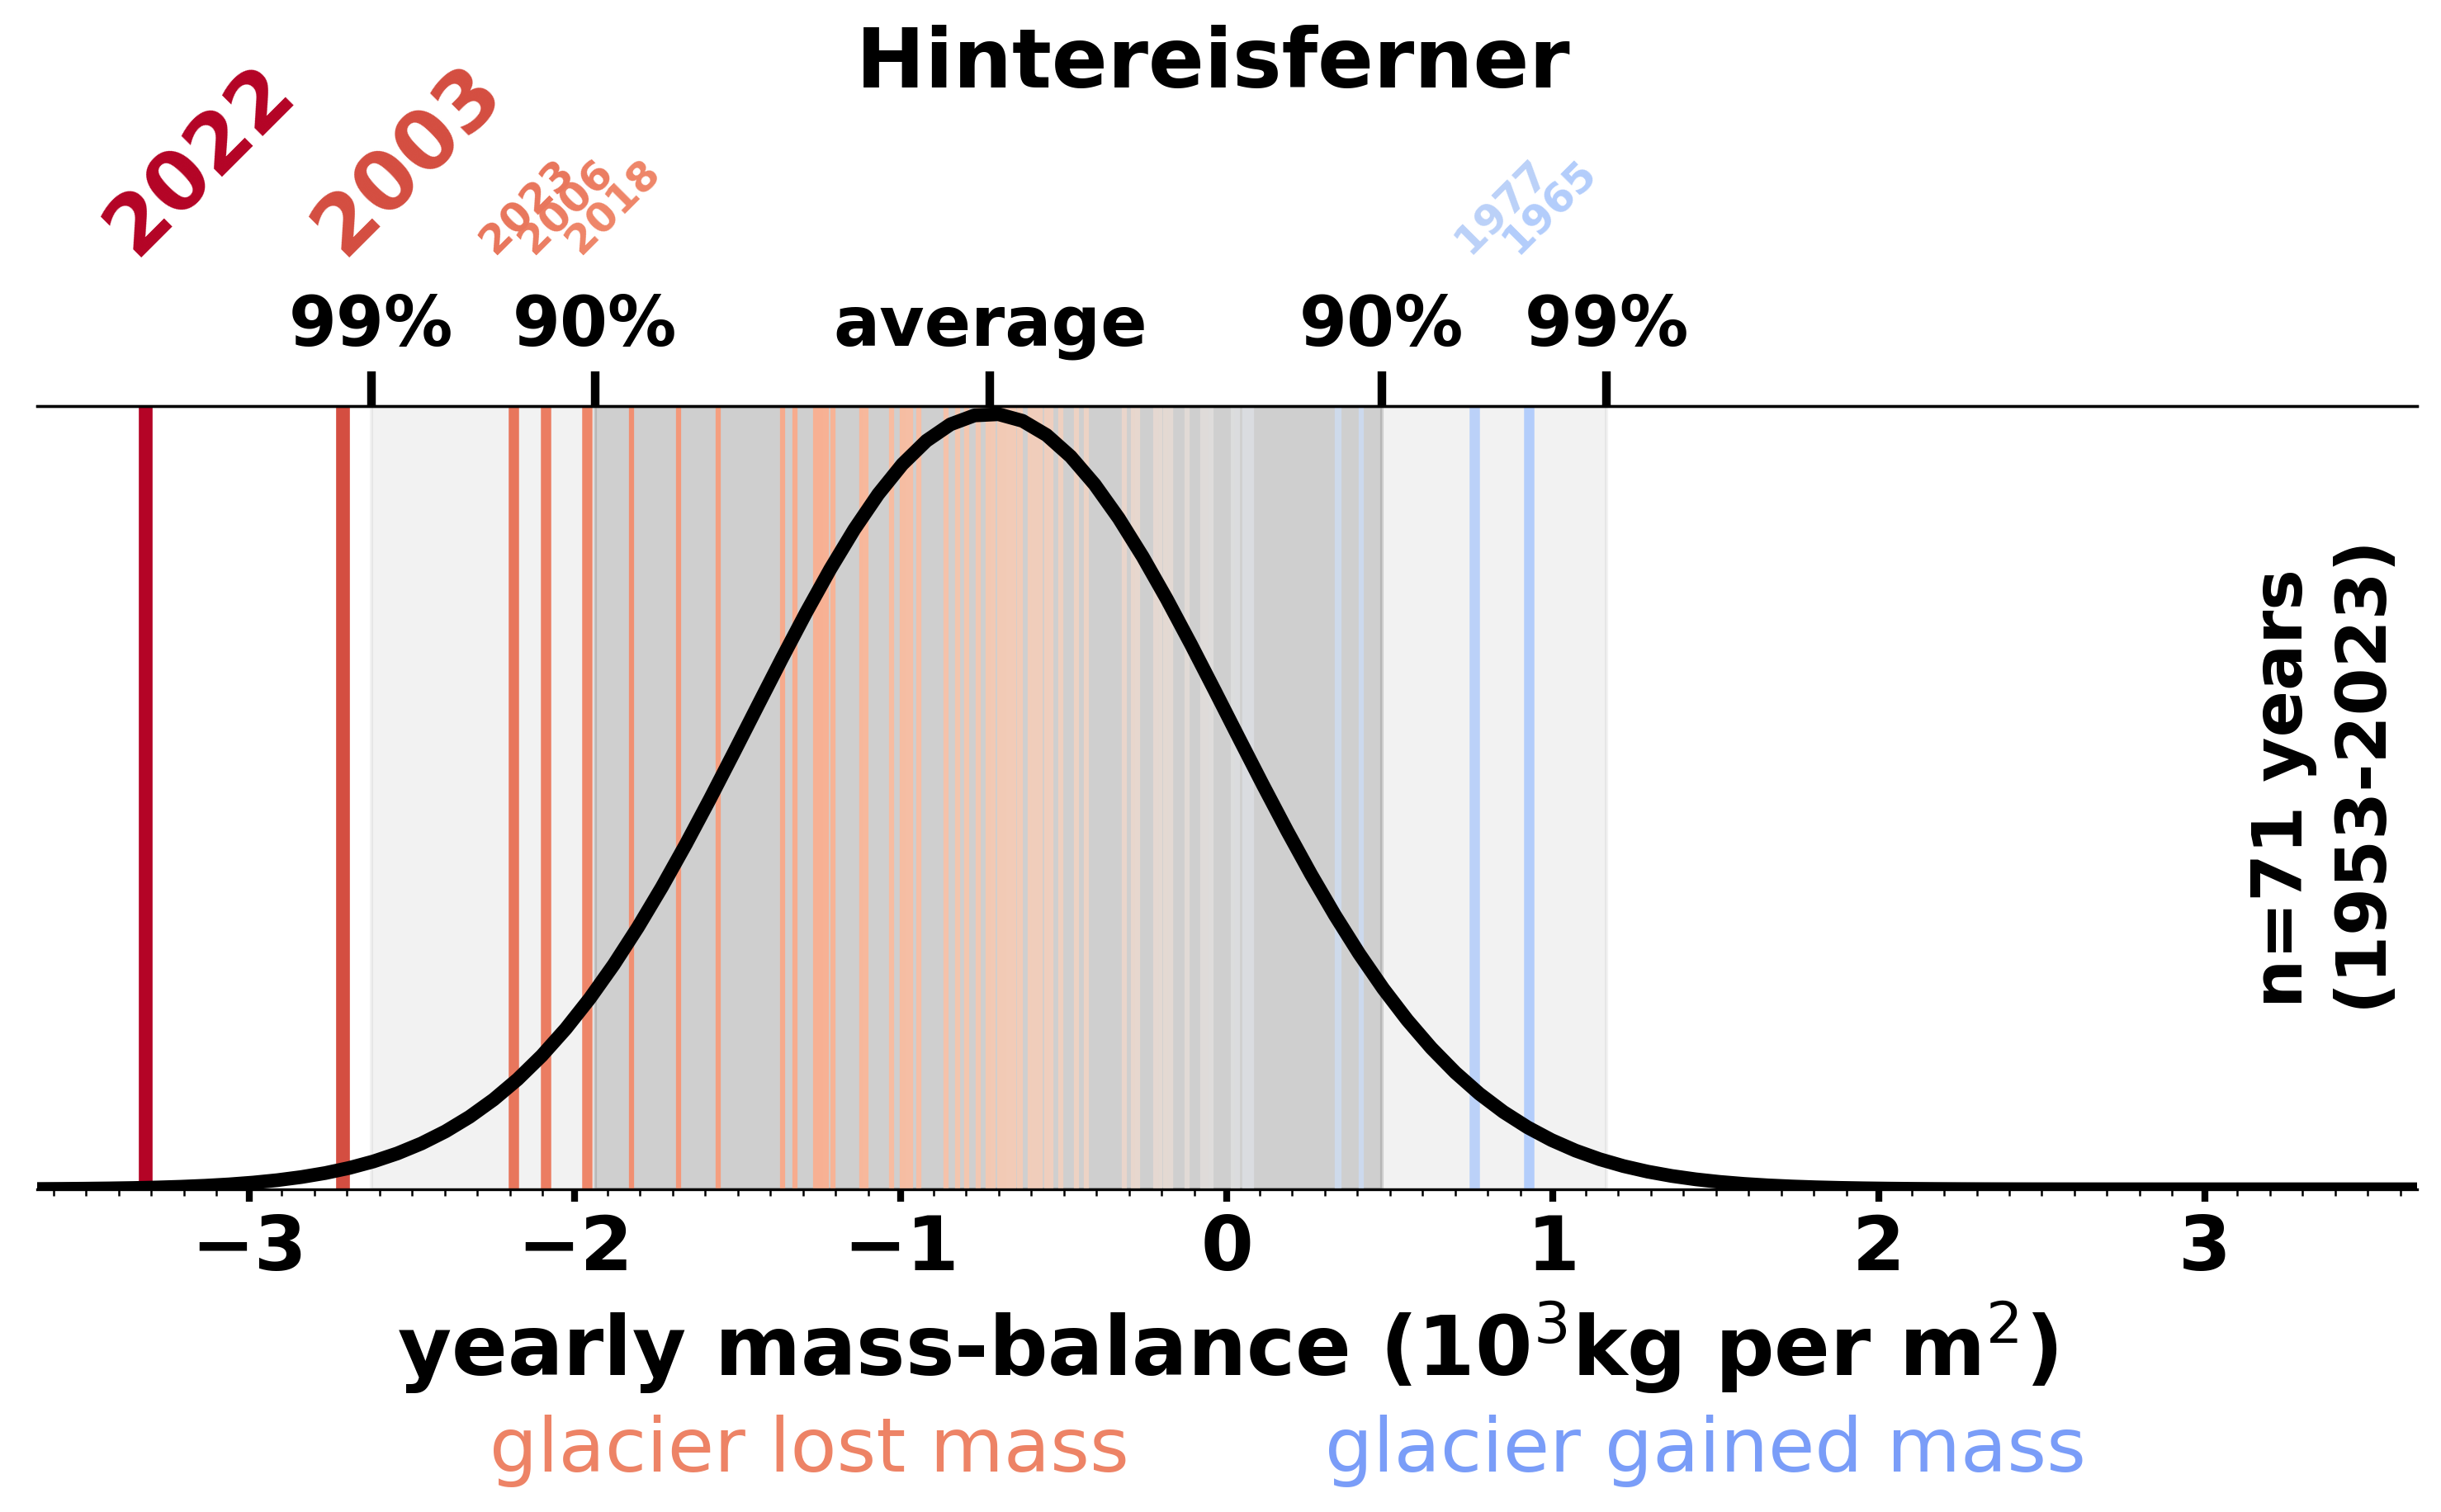 Hintereisferner
2022 2003 2023 2006 2018 1977 1965
99% 90% average 90% 99%
n=71 years
(1953-2023)
−3 −2 −1 0 1 2 3
yearly mass-balance (10³kg per m²)
glacier lost mass glacier gained mass